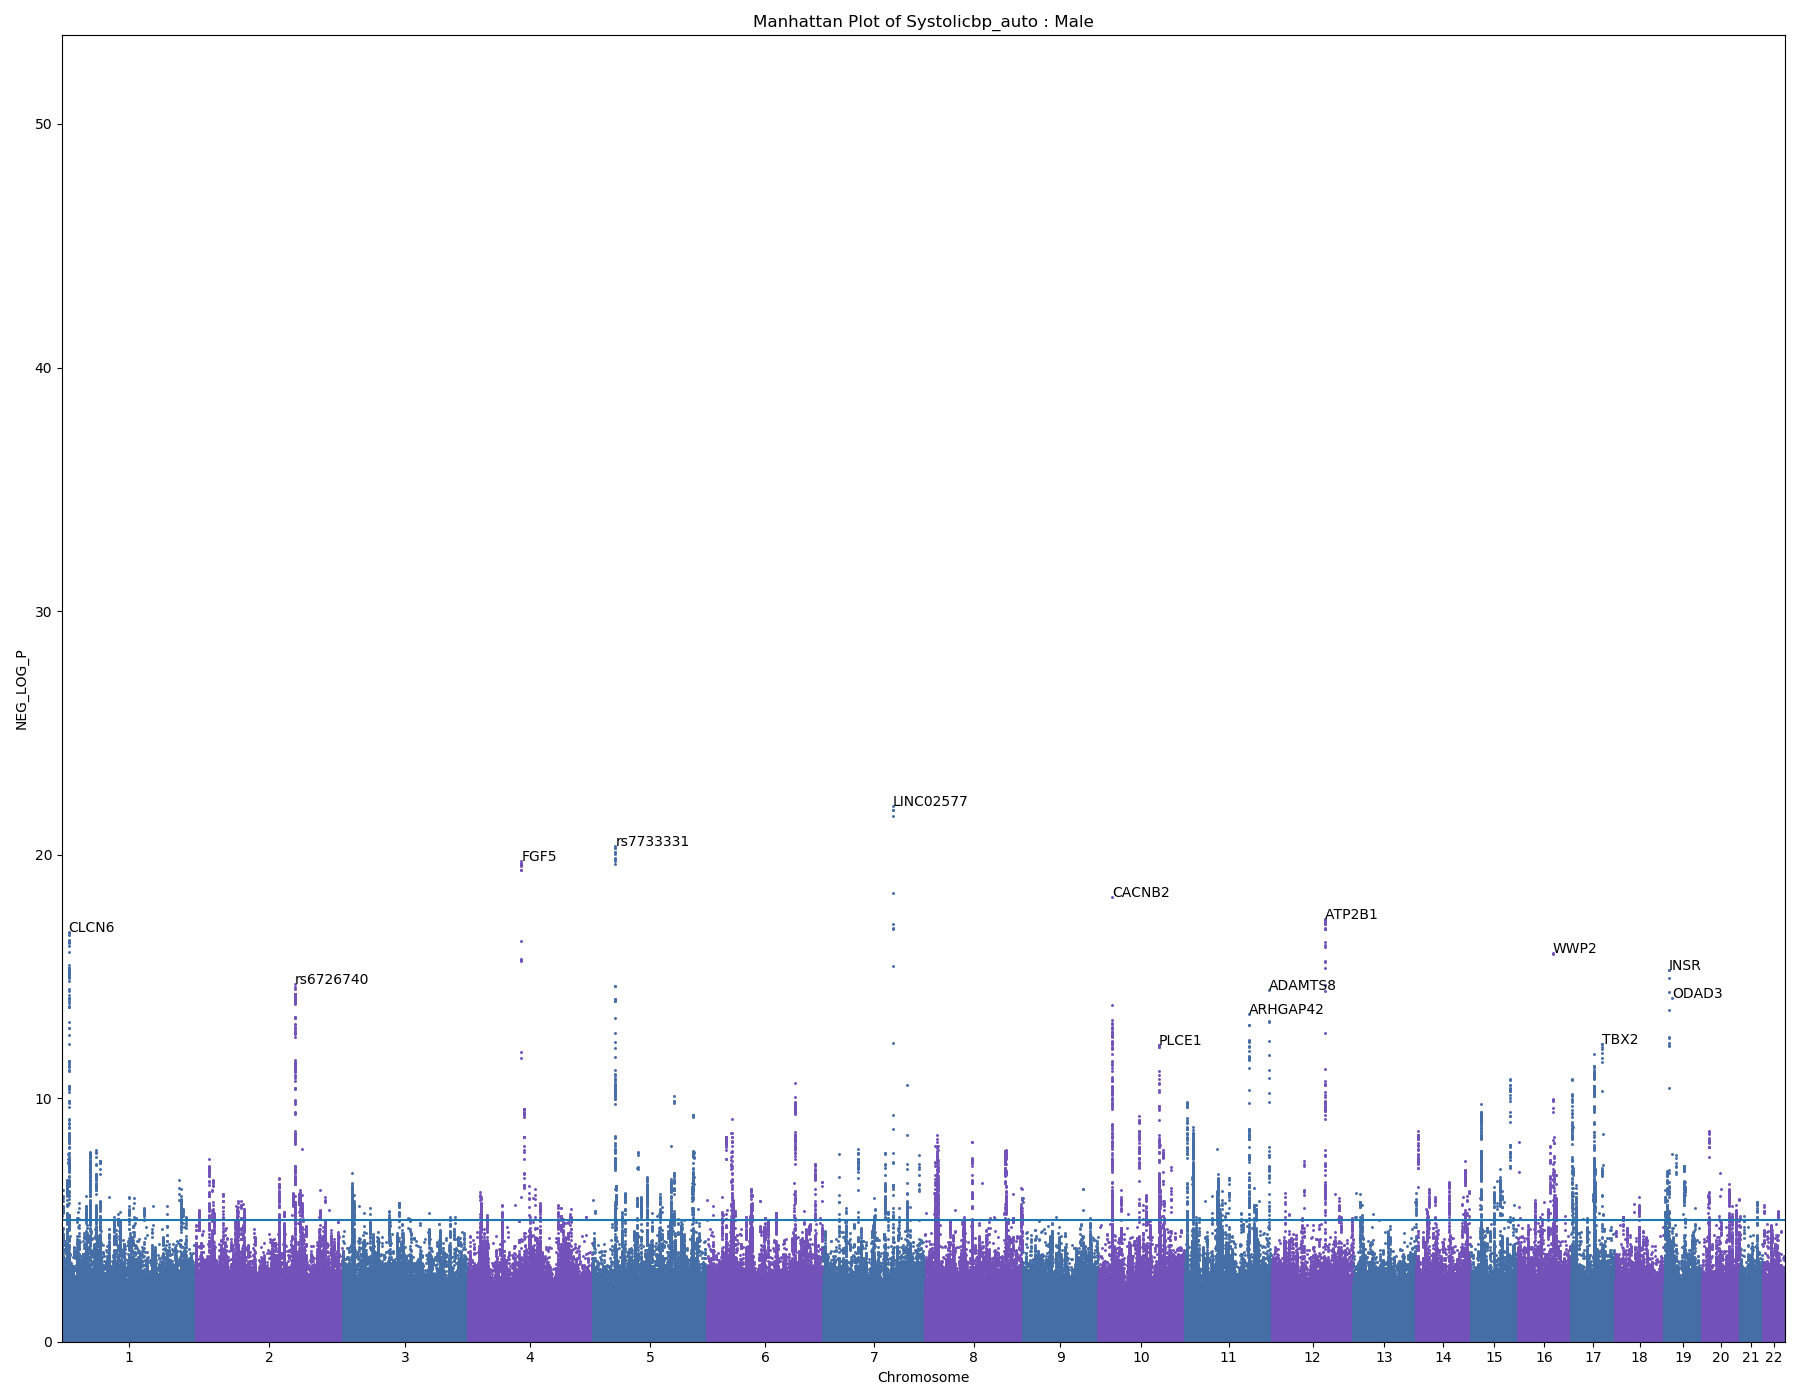 Manhattan Plot of Systolicbp_auto : Male
50
40
30
20
10
0
NEG_LOG_P
LINC02577
rs7733331
FGF5
CACNB2
ATP2B1
CLCN6
WWP2
INSR
rs6726740
ADAMTS8
ODAD3
ARHGAP42
PLCE1
TBX2
1 2 3 4 5 6 7 8 9 10 11 12 13 14 15 16 17 18 19 20 21 22
Chromosome